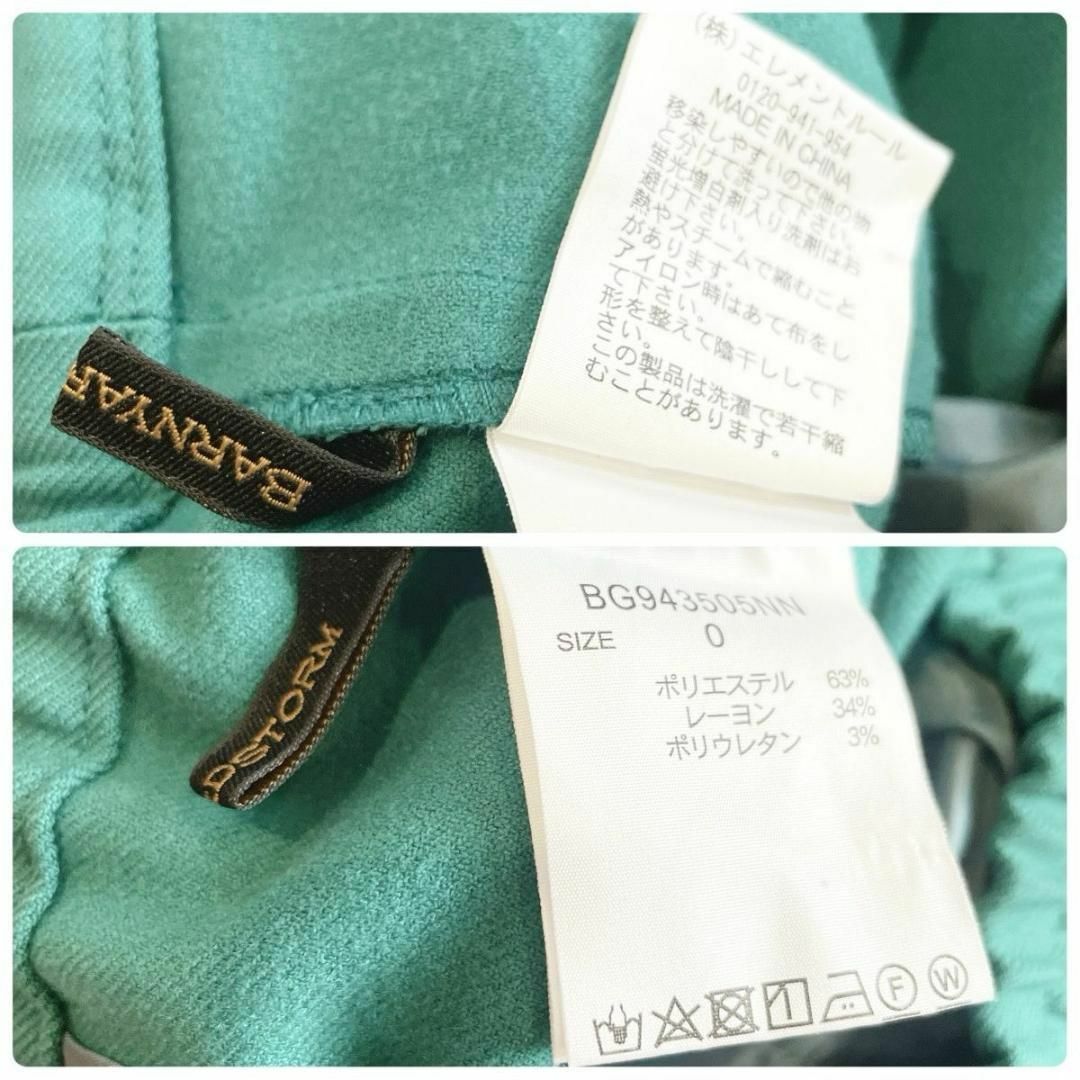 (株)エレメントルール
0120-941-954
MADE IN CHINA
移染しやすいので他の物
と分けて洗って下さい。
蛍光増白剤入り洗剤はお
避け下さい。
熱やスチームで縮むこと
があります。
アイロン時はあて布をし
て下さい。
形を整えて陰干しして下
さい。
この製品は洗濯で若干縮
むことがあります。
BARNYAR
DSTORM
BG943505NN
SIZE 0
ポリエステル 63%
レーヨン 34%
ポリウレタン 3%
F W